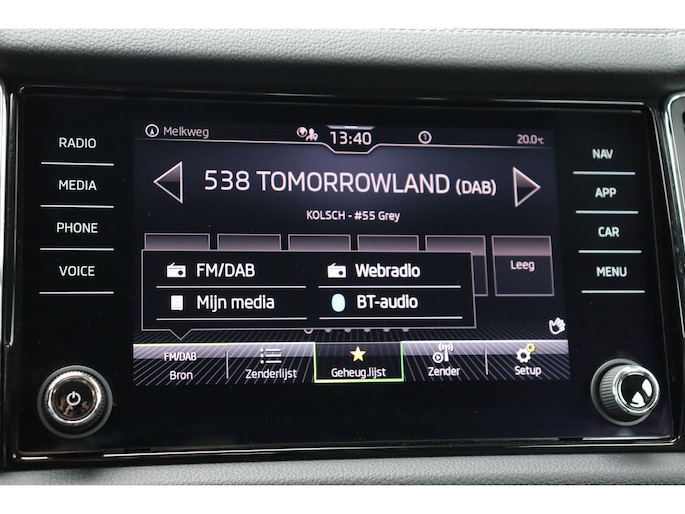 RADIO
MEDIA
PHONE
VOICE
Melkweg
13:40
1
20.0°C
538 TOMORROWLAND (DAB)
KOLSCH - #55 Grey
Leeg
FM/DAB
Webradio
Mijn media
BT-audio
FM/DAB
Bron
Zenderlijst
Geheug.lijst
Zender
Setup
NAV
APP
CAR
MENU